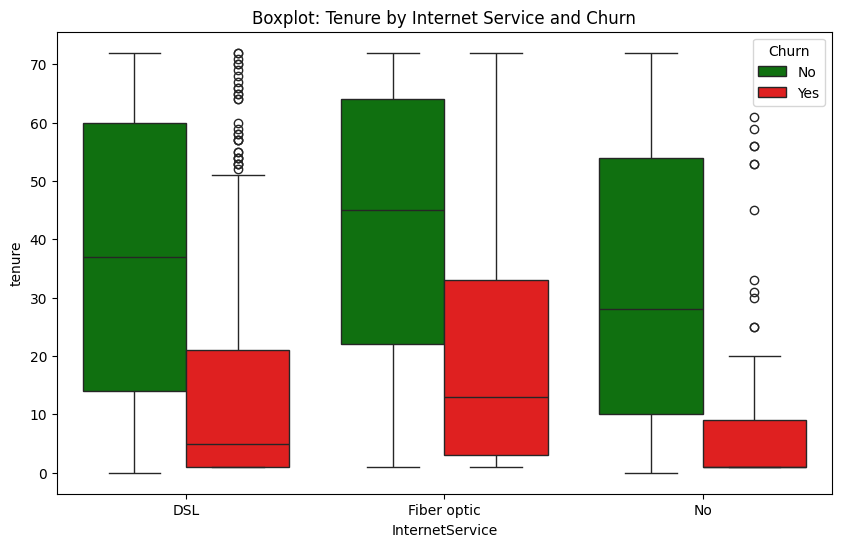 Boxplot: Tenure by Internet Service and Churn
Churn
No
Yes
70
60
50
40
30
20
10
0
tenure
DSL
Fiber optic
No
InternetService